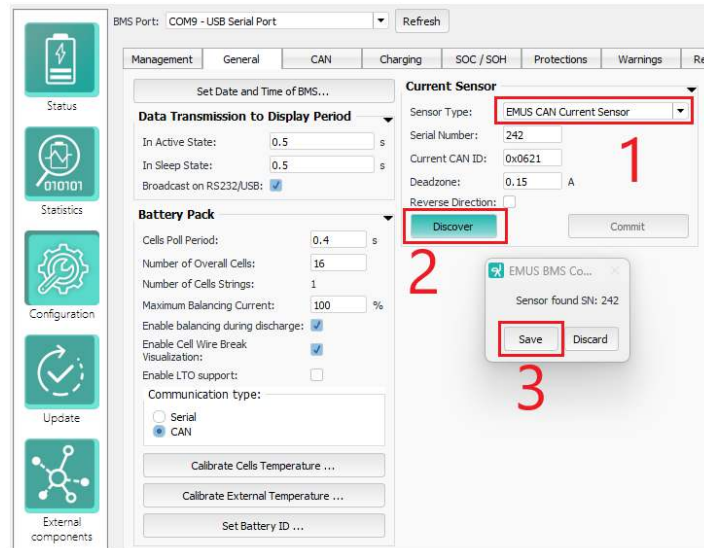 BMS Port: COM9 - USB Serial Port Refresh
Management General CAN Charging SOC / SOH Protections Warnings Re
Status
010101
Statistics
Configuration
Update
External
components
Set Date and Time of BMS...
Data Transmission to Display Period
In Active State: 0.5 s
In Sleep State: 0.5 s
Broadcast on RS232/USB:
Battery Pack
Cells Poll Period: 0.4 s
Number of Overall Cells: 16
Number of Cells Strings: 1
Maximum Balancing Current: 100 %
Enable balancing during discharge:
Enable Cell Wire Break
Visualization:
Enable LTO support:
Communication type:
Serial
CAN
Calibrate Cells Temperature ...
Calibrate External Temperature ...
Set Battery ID ...
Current Sensor
Sensor Type: EMUS CAN Current Sensor
1
Serial Number: 242
Current CAN ID: 0x0621
Deadzone: 0.15 A
Reverse Direction:
Discover Commit
2
EMUS BMS Co...
Sensor found SN: 242
Save Discard
3